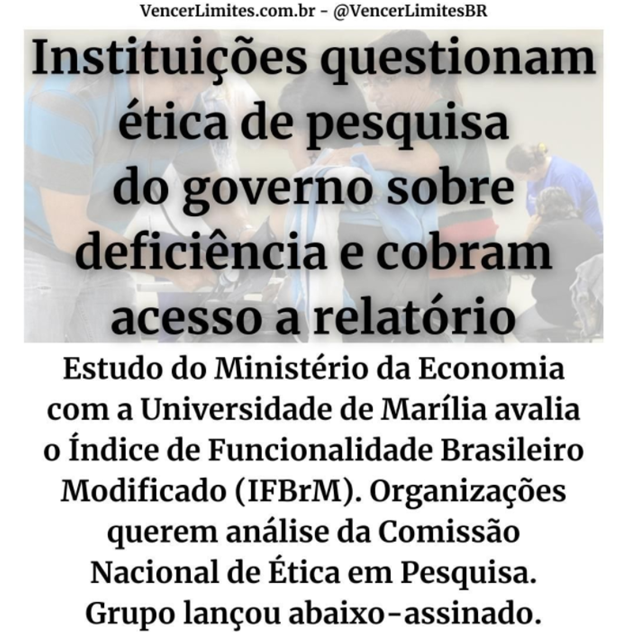 VencerLimites.com.br - @VencerLimitesBR
Instituições questionam
ética de pesquisa
do governo sobre
deficiência e cobram
acesso a relatório
Estudo do Ministério da Economia
com a Universidade de Marília avalia
o Índice de Funcionalidade Brasileiro
Modificado (IFBrM). Organizações
querem análise da Comissão
Nacional de Ética em Pesquisa.
Grupo lançou abaixo-assinado.